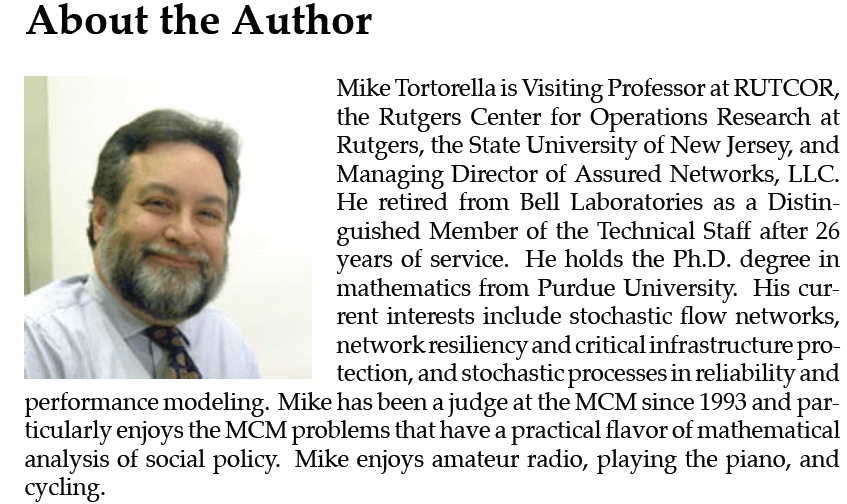 About the Author
Mike Tortorella is Visiting Professor at RUTCOR,
the Rutgers Center for Operations Research at
Rutgers, the State University of New Jersey, and
Managing Director of Assured Networks, LLC.
He retired from Bell Laboratories as a Distin-
guished Member of the Technical Staff after 26
years of service. He holds the Ph.D. degree in
mathematics from Purdue University. His cur-
rent interests include stochastic flow networks,
network resiliency and critical infrastructure pro-
tection, and stochastic processes in reliability and
performance modeling. Mike has been a judge at the MCM since 1993 and par-
ticularly enjoys the MCM problems that have a practical flavor of mathematical
analysis of social policy. Mike enjoys amateur radio, playing the piano, and
cycling.